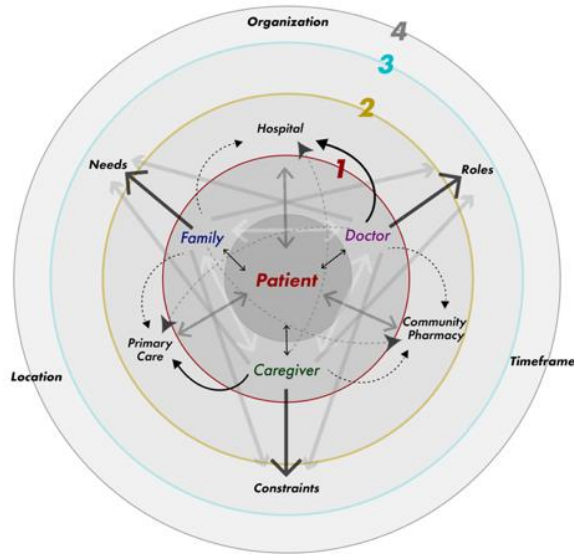 Organization
4
3
2
Hospital
1
Needs
Roles
Family
Doctor
Patient
Primary
Care
Community
Pharmacy
Caregiver
Location
Timeframe
Constraints